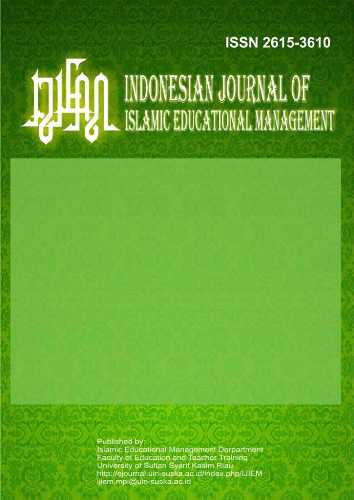 ISSN 2615-3610
INDONESIAN JOURNAL OF
ISLAMIC EDUCATIONAL MANAGEMENT
Published by:
Islamic Educational Management Derpartment
Faculty of Education and Teacher Training
University of Sultan Syarif Kasim Riau
http://ejournal.uin-suska.ac.id/index.php/IJIEM
ijiem.mpi@uin-suska.ac.id